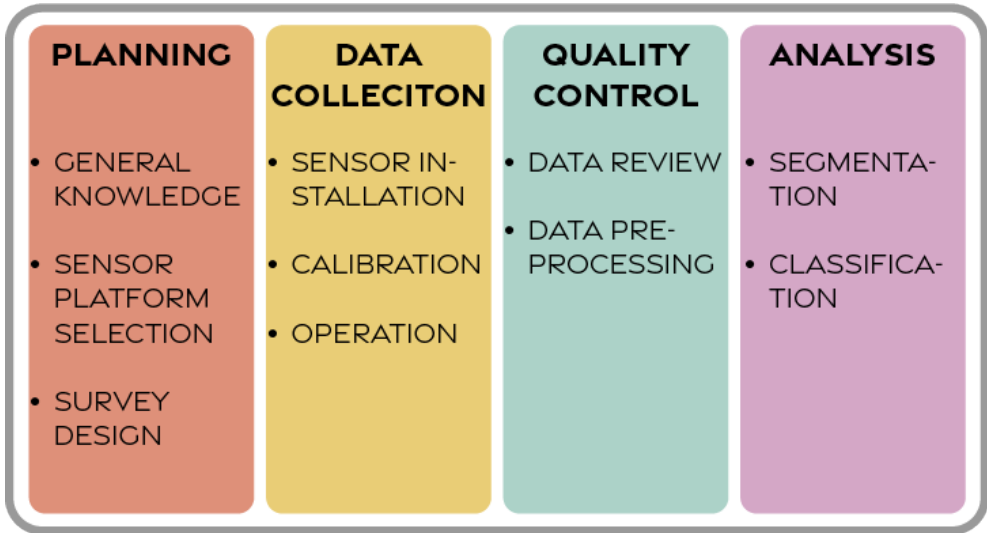 PLANNING
• GENERAL
KNOWLEDGE
• SENSOR
PLATFORM
SELECTION
• SURVEY
DESIGN
DATA
COLLECITON
• SENSOR IN-
STALLATION
• CALIBRATION
• OPERATION
QUALITY
CONTROL
• DATA REVIEW
• DATA PRE-
PROCESSING
ANALYSIS
• SEGMENTA-
TION
• CLASSIFICA-
TION